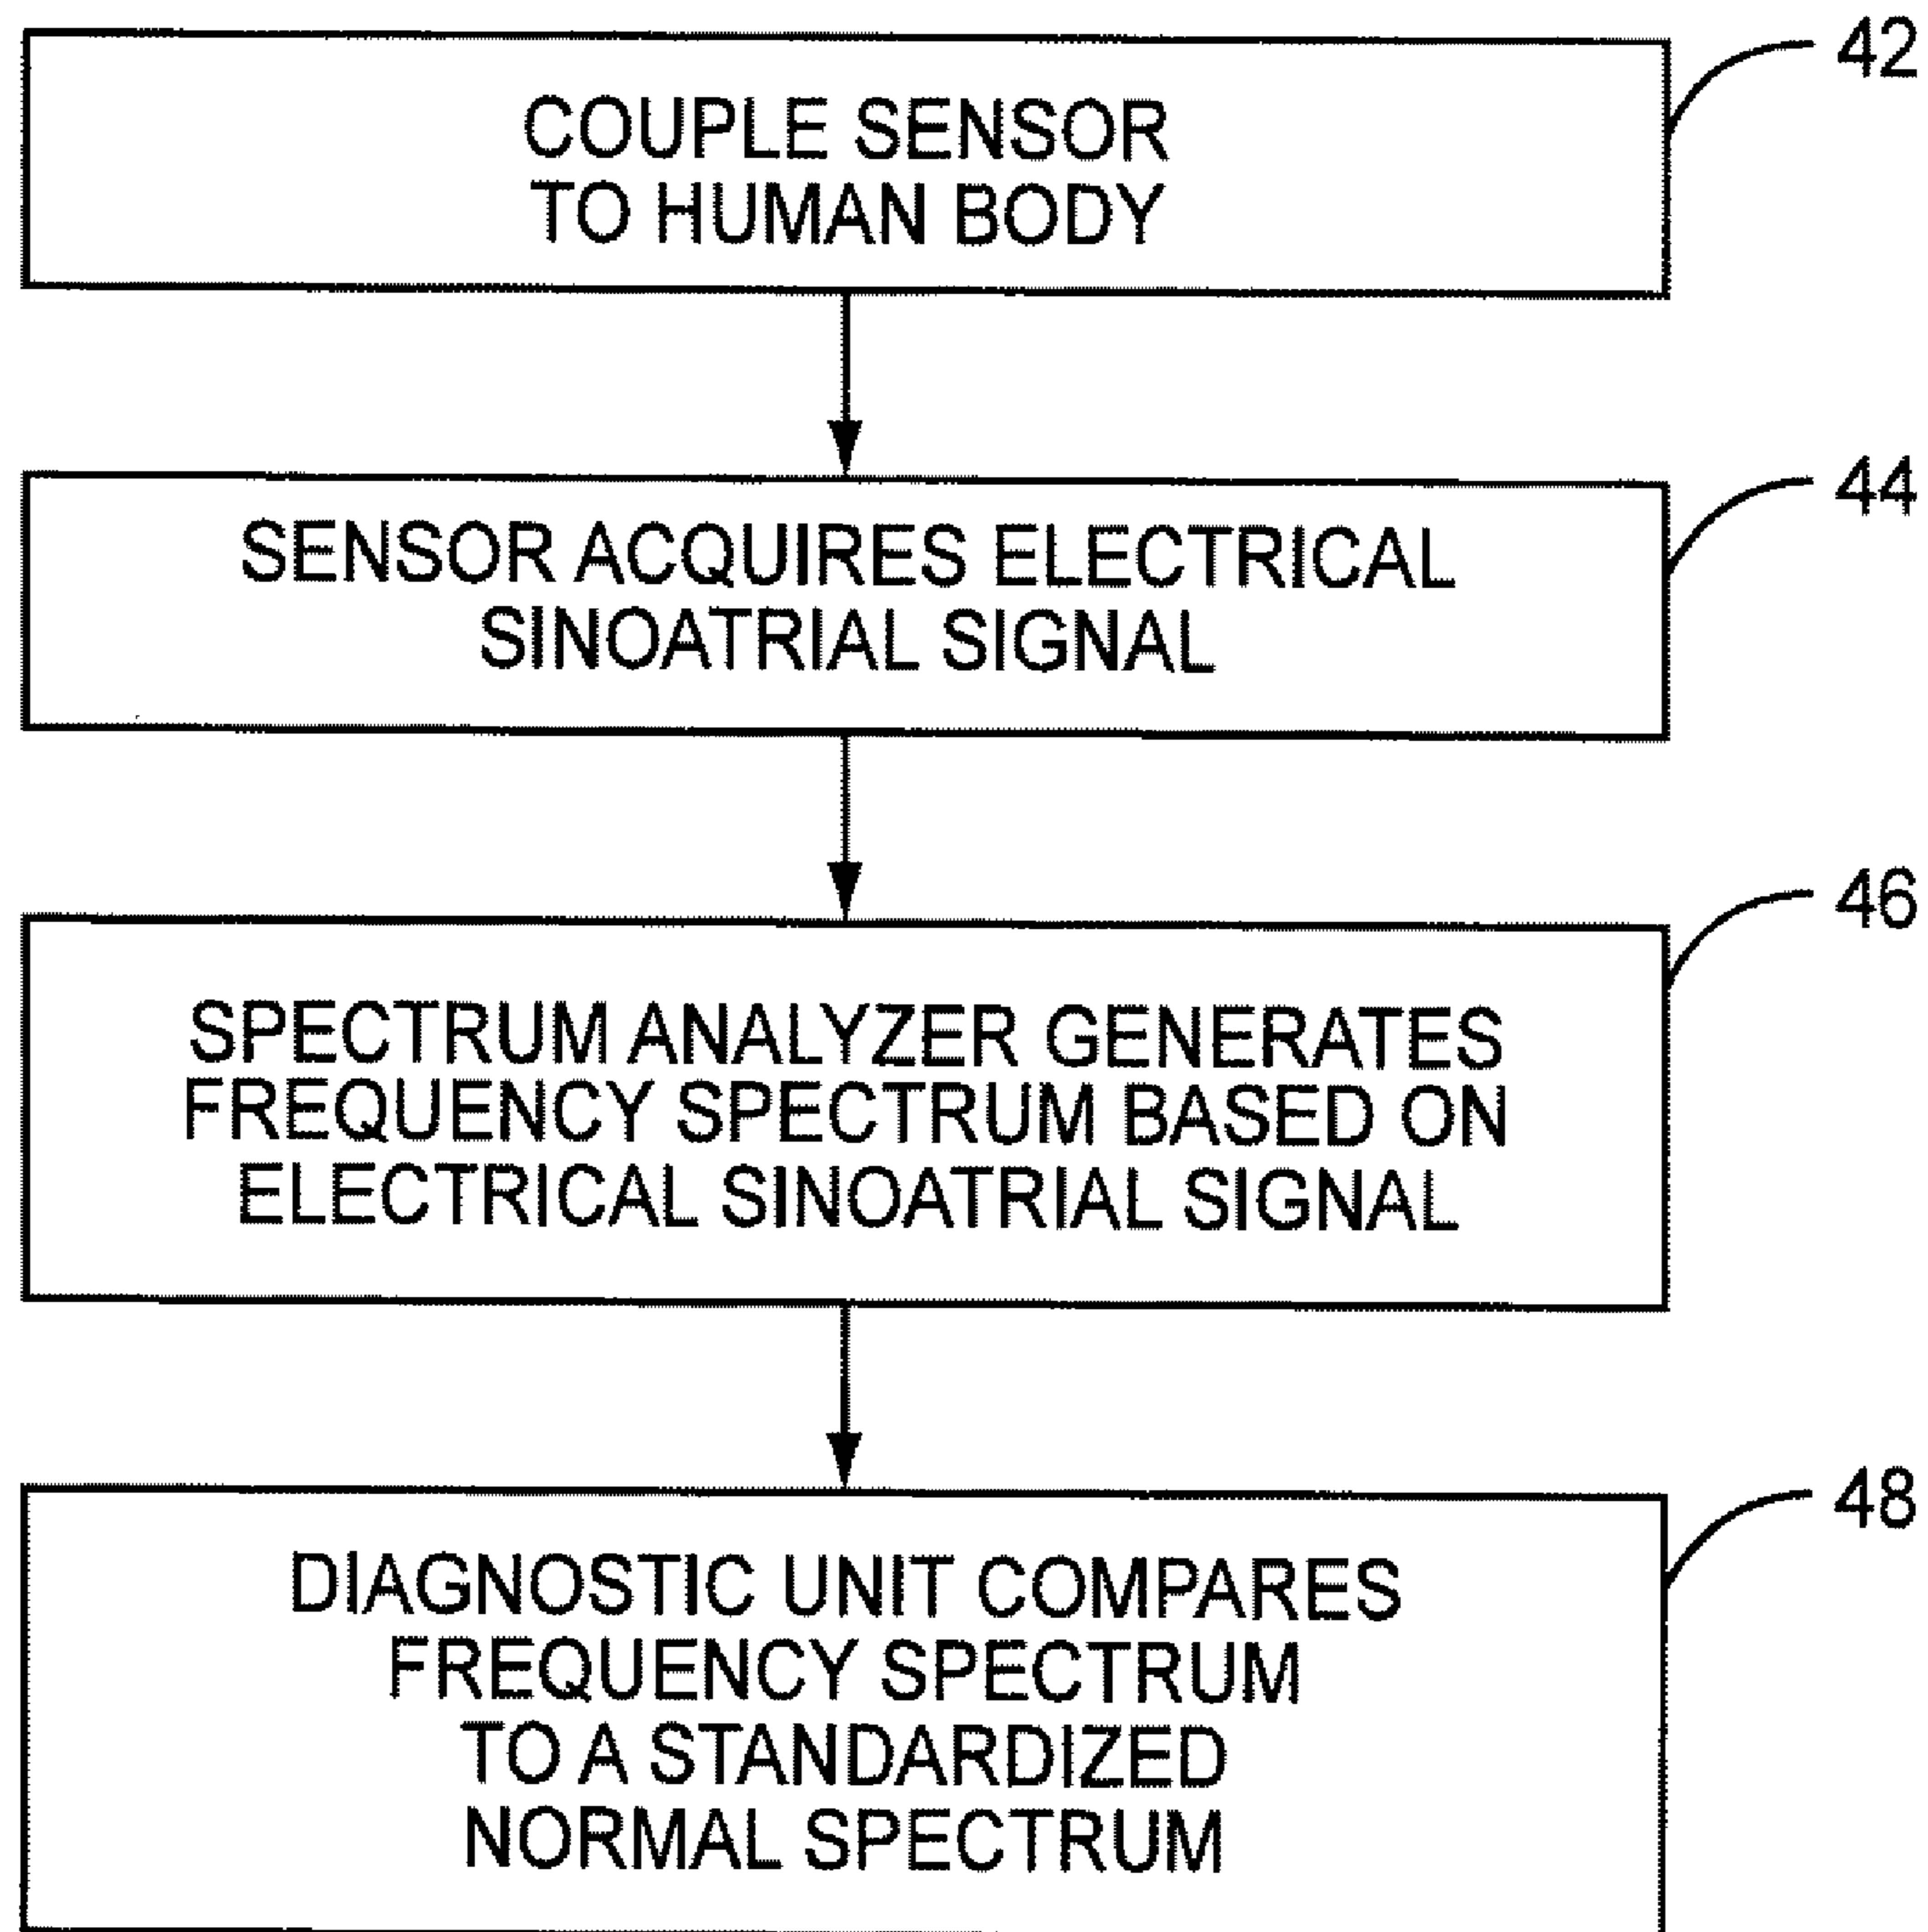 42
COUPLE SENSOR
TO HUMAN BODY
44
SENSOR ACQUIRES ELECTRICAL
SINOATRIAL SIGNAL
46
SPECTRUM ANALYZER GENERATES
FREQUENCY SPECTRUM BASED ON
ELECTRICAL SINOATRIAL SIGNAL
48
DIAGNOSTIC UNIT COMPARES
FREQUENCY SPECTRUM
TO A STANDARDIZED
NORMAL SPECTRUM